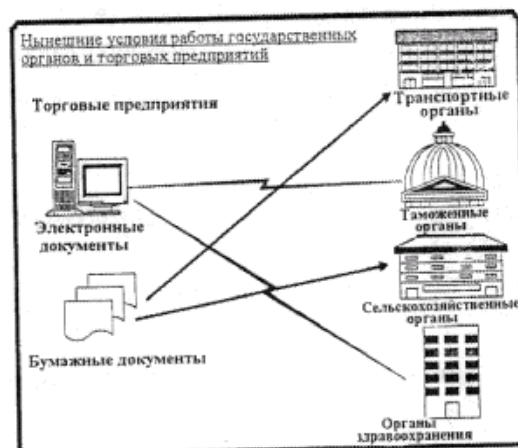 Нынешние условия работы государственных
органов и торговых предприятий
Торговые предприятия
Транспортные
органы
Электронные
документы
Таможенные
органы
Бумажные документы
Сельскохозяйственные
органы
Органы
здравоохранения